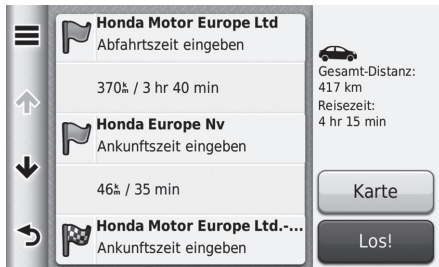 Honda Motor Europe Ltd
Abfahrtszeit eingeben
370km / 3 hr 40 min
Honda Europe Nv
Ankunftszeit eingeben
46km / 35 min
Honda Motor Europe Ltd.-...
Ankunftszeit eingeben
Gesamt-Distanz:
417 km
Reisezeit:
4 hr 15 min
Karte
Los!